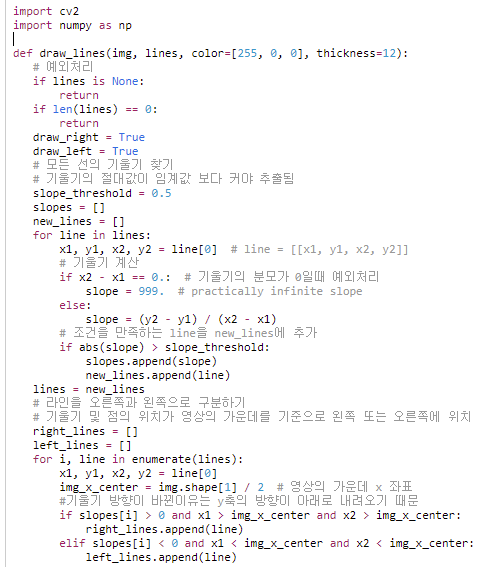 import cv2
import numpy as np

def draw_lines(img, lines, color=[255, 0, 0], thickness=12):
    # 예외처리
    if lines is None:
        return
    if len(lines) == 0:
        return
    draw_right = True
    draw_left = True
    # 모든 선의 기울기 찾기
    # 기울기의 절대값이 임계값 보다 커야 추출됨
    slope_threshold = 0.5
    slopes = []
    new_lines = []
    for line in lines:
        x1, y1, x2, y2 = line[0]  # line = [[x1, y1, x2, y2]]
        # 기울기 계산
        if x2 - x1 == 0.:  # 기울기의 분모가 0일때 예외처리
            slope = 999.  # practically infinite slope
        else:
            slope = (y2 - y1) / (x2 - x1)
        # 조건을 만족하는 line을 new_lines에 추가
        if abs(slope) > slope_threshold:
            slopes.append(slope)
            new_lines.append(line)
    lines = new_lines
    # 라인을 오른쪽과 왼쪽으로 구분하기
    # 기울기 및 점의 위치가 영상의 가운데를 기준으로 왼쪽 또는 오른쪽에 위치
    right_lines = []
    left_lines = []
    for i, line in enumerate(lines):
        x1, y1, x2, y2 = line[0]
        img_x_center = img.shape[1] / 2  # 영상의 가운데 x 좌표
        #기울기 방향이 바뀐이유는 y축의 방향이 아래로 내려오기 때문
        if slopes[i] > 0 and x1 > img_x_center and x2 > img_x_center:
            right_lines.append(line)
        elif slopes[i] < 0 and x1 < img_x_center and x2 < img_x_center:
            left_lines.append(line)